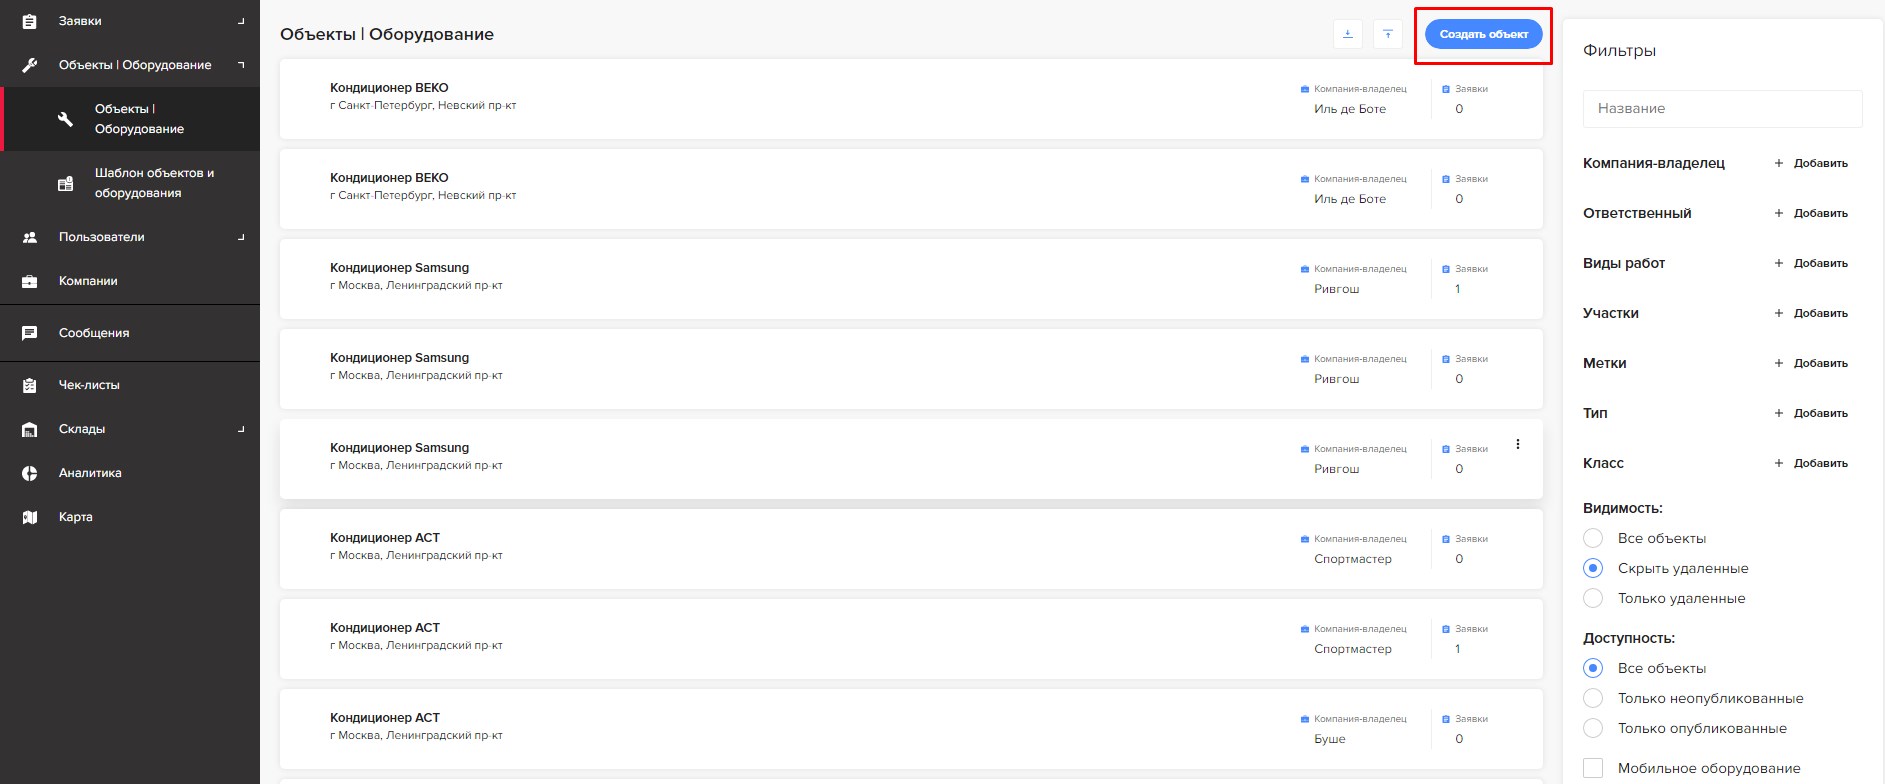 Заявки
Объекты | Оборудование
Объекты |
Оборудование
Шаблон объектов и
оборудования
Пользователи
Компании
Сообщения
Чек-листы
Склады
Аналитика
Карта
Объекты | Оборудование
Создать объект
Кондиционер BEKO
г Санкт-Петербург, Невский пр-кт
Компания-владелец
Иль де Боте
Заявки
0
Кондиционер BEKO
г Санкт-Петербург, Невский пр-кт
Компания-владелец
Иль де Боте
Заявки
0
Кондиционер Samsung
г Москва, Ленинградский пр-кт
Компания-владелец
Ривгош
Заявки
1
Кондиционер Samsung
г Москва, Ленинградский пр-кт
Компания-владелец
Ривгош
Заявки
0
Кондиционер Samsung
г Москва, Ленинградский пр-кт
Компания-владелец
Ривгош
Заявки
0
Кондиционер АСТ
г Москва, Ленинградский пр-кт
Компания-владелец
Спортмастер
Заявки
0
Кондиционер АСТ
г Москва, Ленинградский пр-кт
Компания-владелец
Спортмастер
Заявки
1
Кондиционер АСТ
г Москва, Ленинградский пр-кт
Компания-владелец
Буше
Заявки
0
Фильтры
Название
Компания-владелец + Добавить
Ответственный + Добавить
Виды работ + Добавить
Участки + Добавить
Метки + Добавить
Тип + Добавить
Класс + Добавить
Видимость:
Все объекты
Скрыть удаленные
Только удаленные
Доступность:
Все объекты
Только неопубликованные
Только опубликованные
Мобильное оборудование